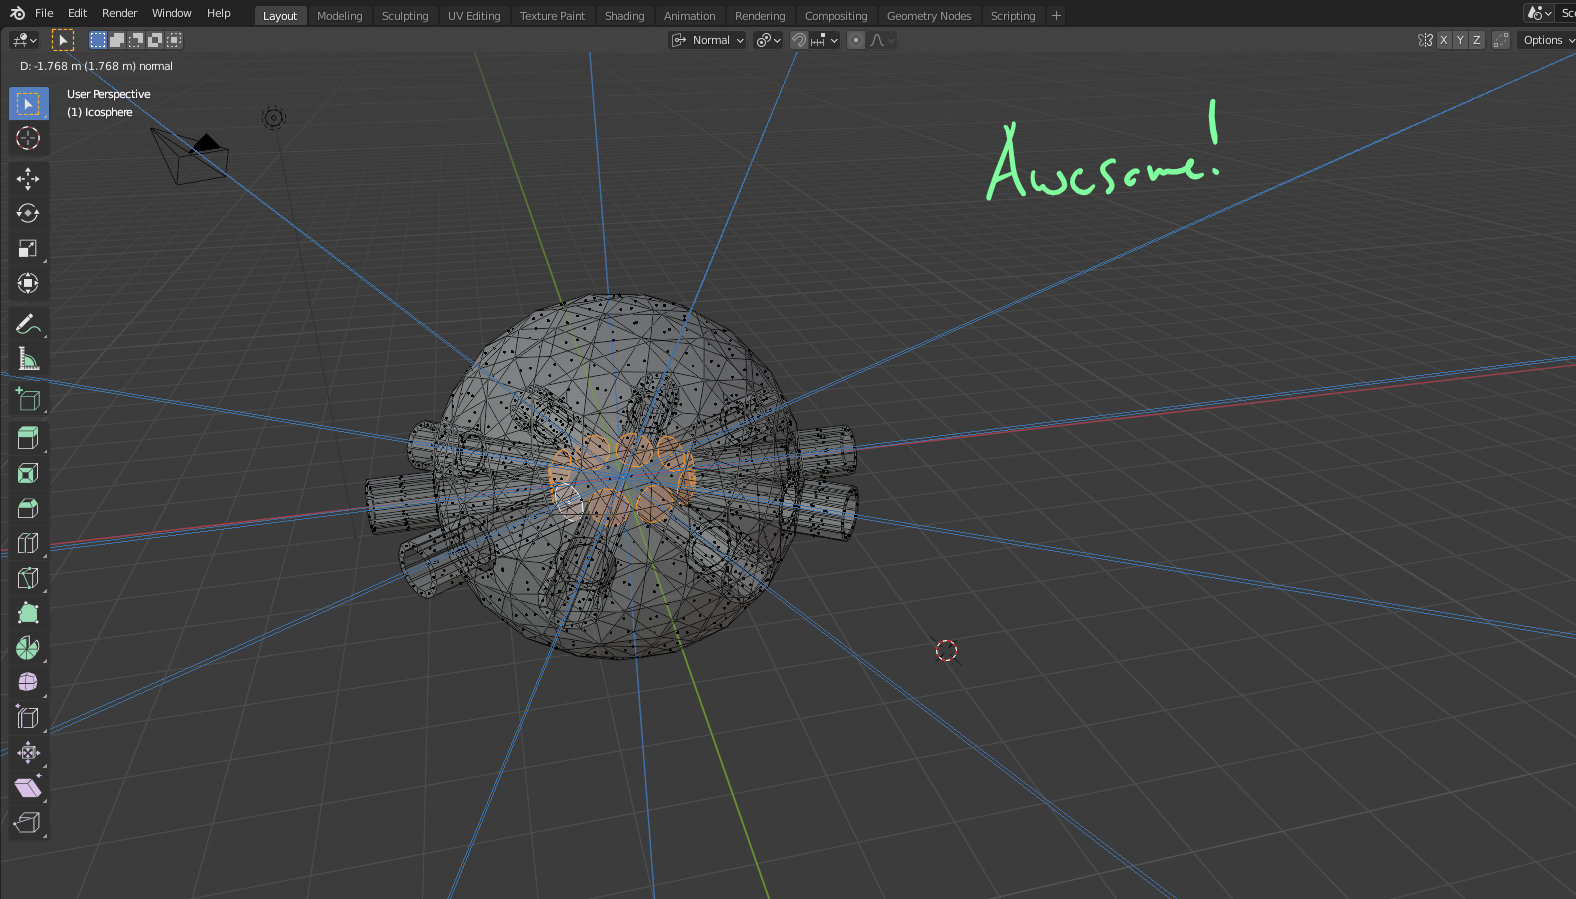 File Edit Render Window Help Layout Modeling Sculpting UV Editing Texture Paint Shading Animation Rendering Compositing Geometry Nodes Scripting + Sc
Normal X Y Z Options
D: -1.768 m (1.768 m) normal
User Perspective
(1) Icosphere
Awesome!